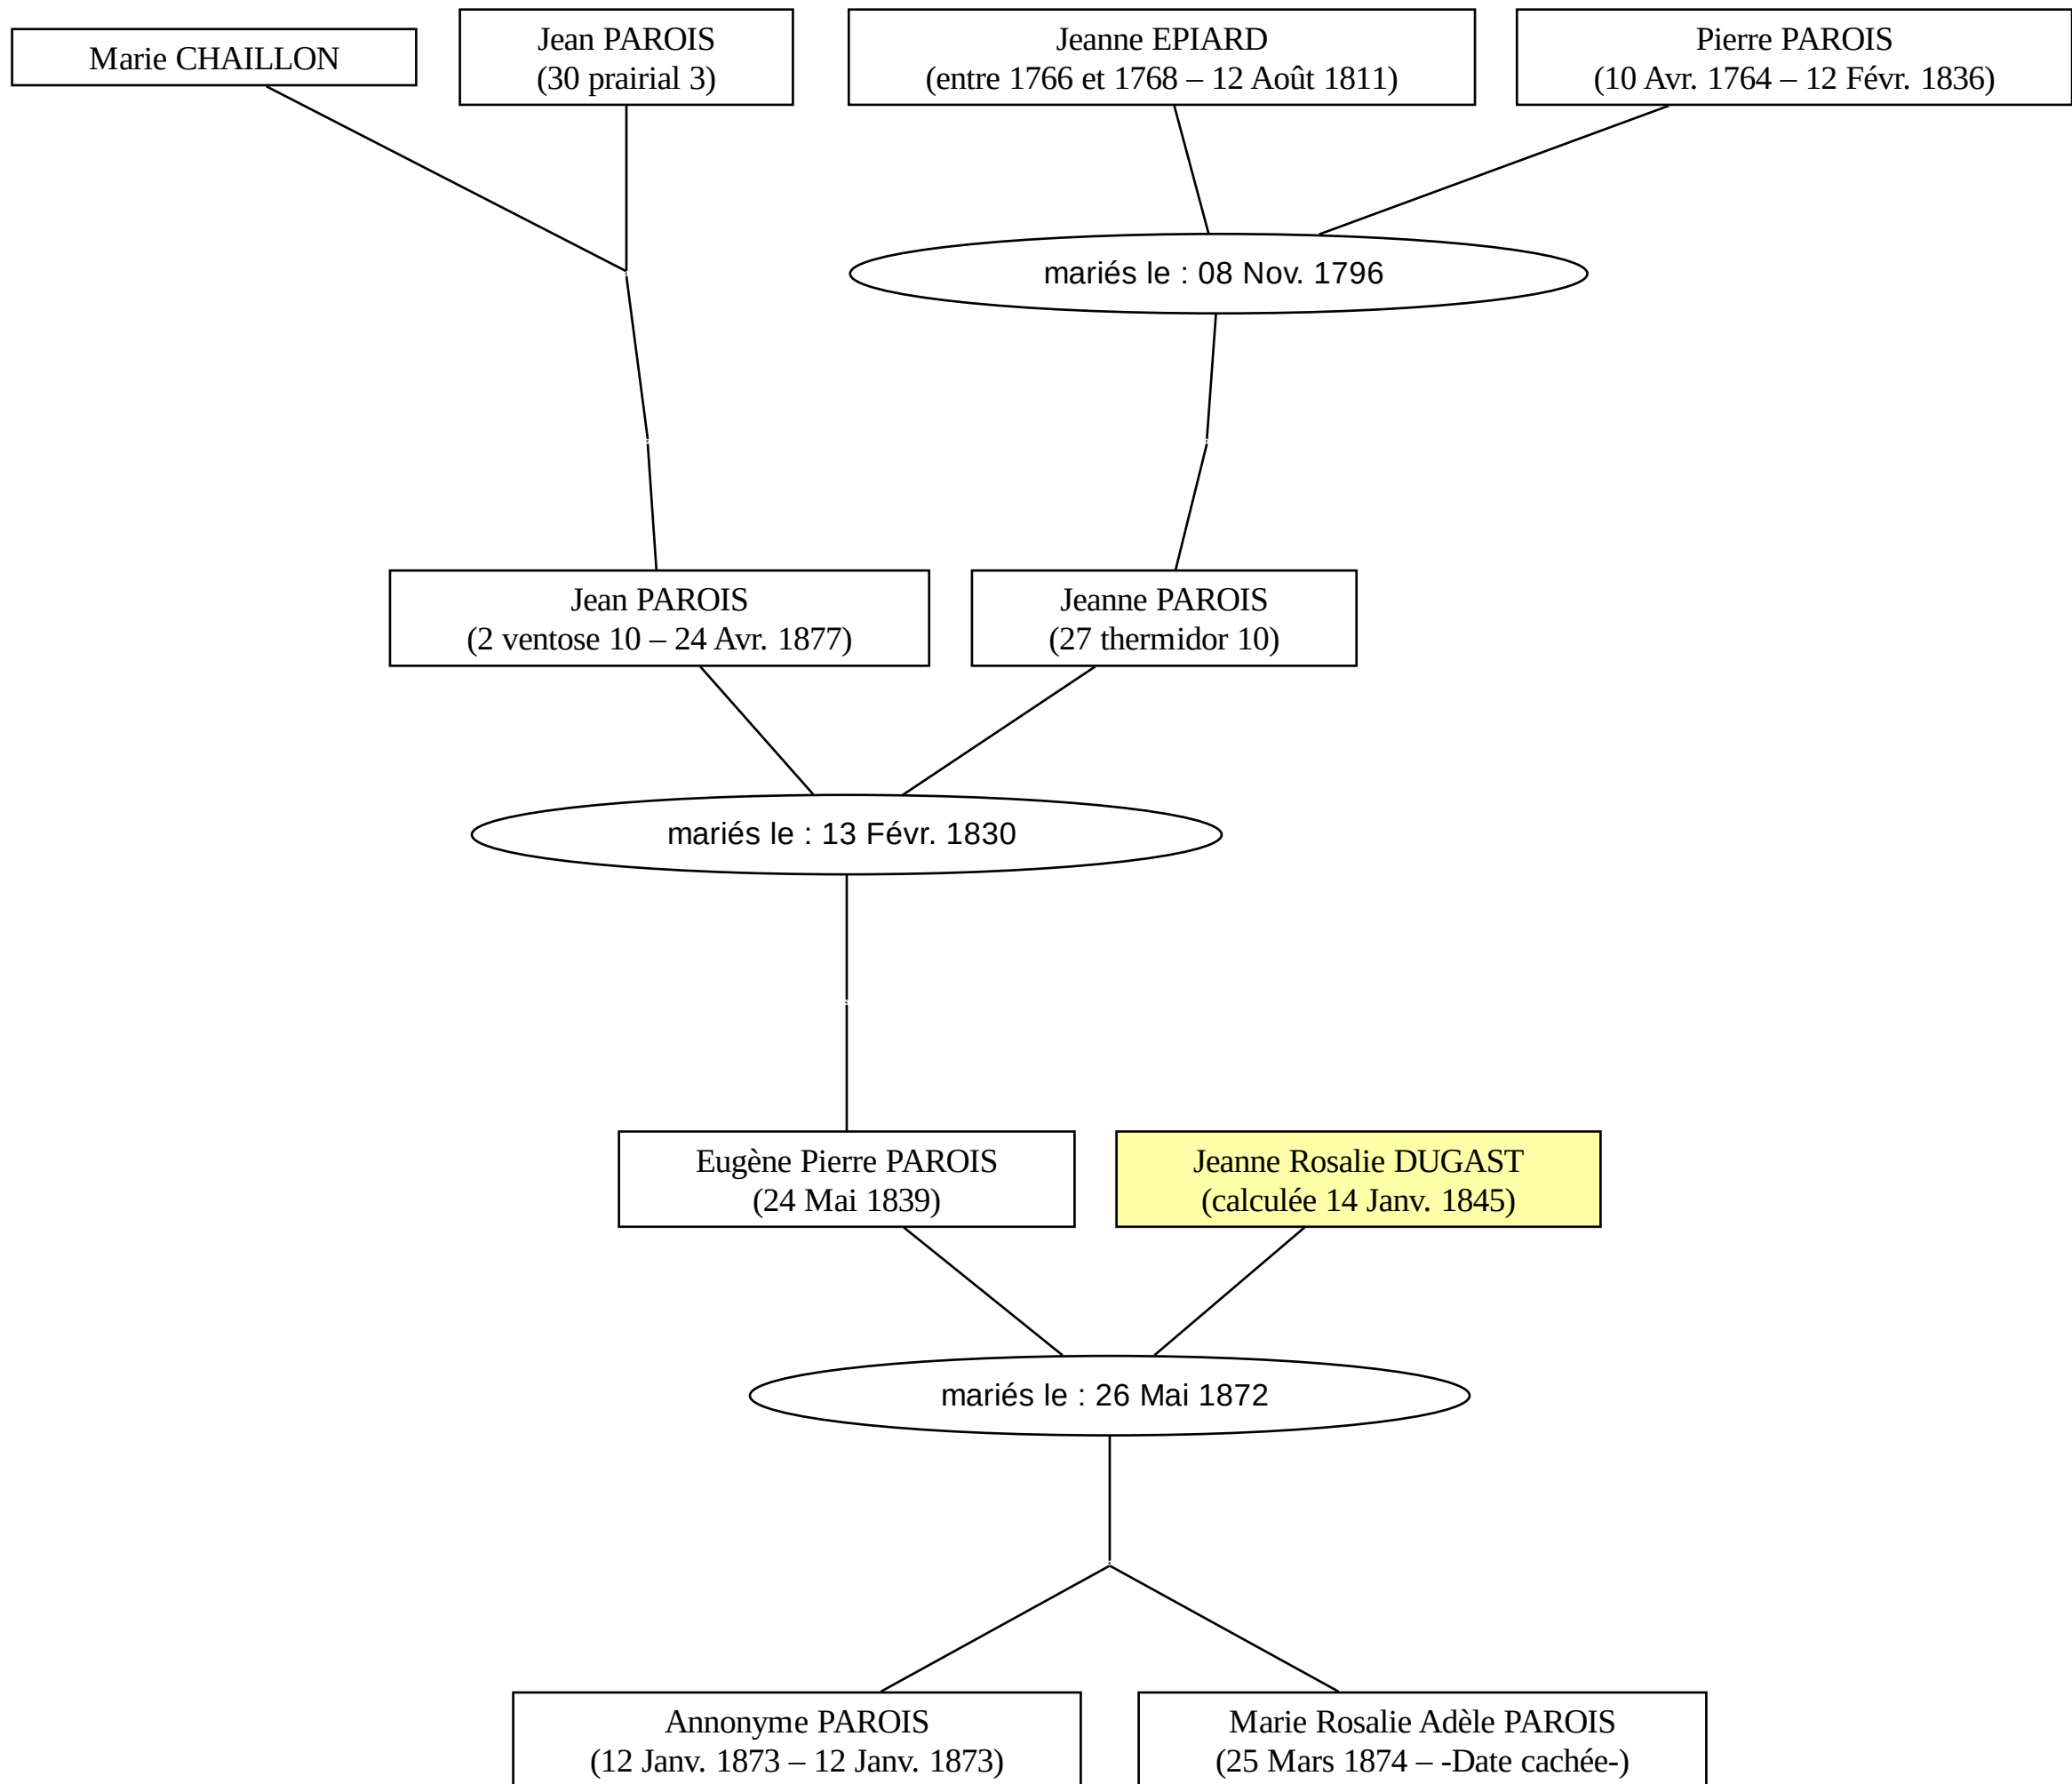 Marie CHAILLON
Jean PAROIS
(30 prairial 3)
Jeanne EPIARD
(entre 1766 et 1768 – 12 Août 1811)
Pierre PAROIS
(10 Avr. 1764 – 12 Févr. 1836)
mariés le : 08 Nov. 1796
Jean PAROIS
(2 ventose 10 – 24 Avr. 1877)
Jeanne PAROIS
(27 thermidor 10)
mariés le : 13 Févr. 1830
Eugène Pierre PAROIS
(24 Mai 1839)
Jeanne Rosalie DUGAST
(calculée 14 Janv. 1845)
mariés le : 26 Mai 1872
Annonyme PAROIS
(12 Janv. 1873 – 12 Janv. 1873)
Marie Rosalie Adèle PAROIS
(25 Mars 1874 – -Date cachée-)